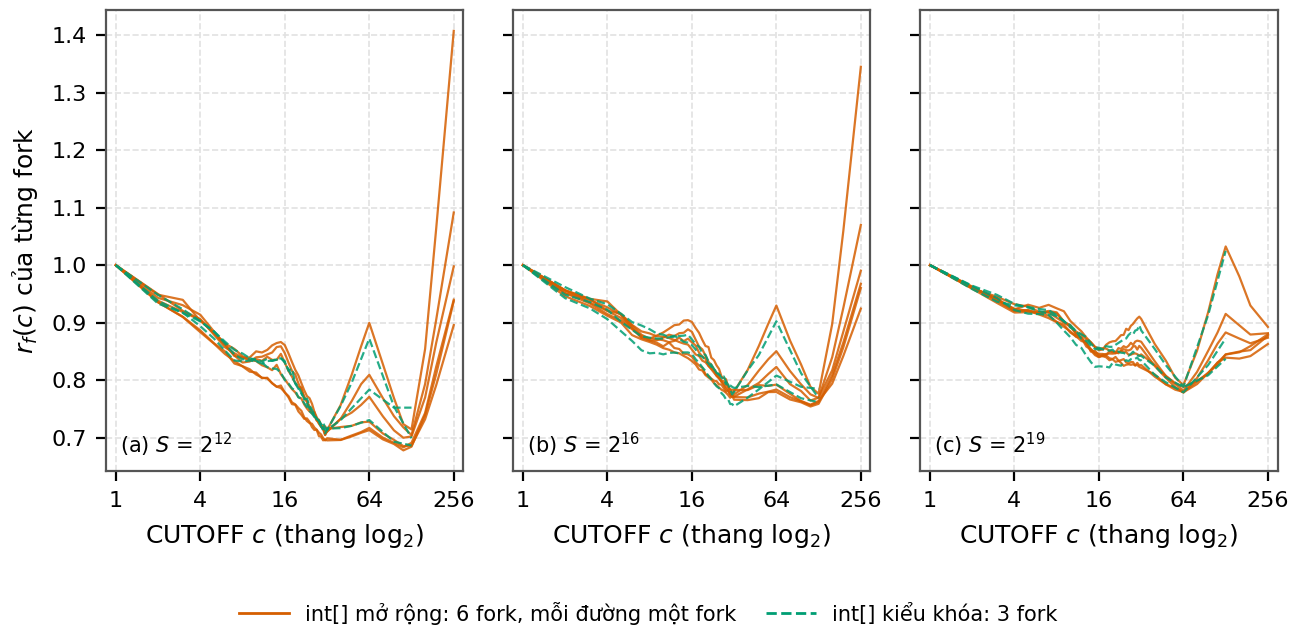 1.4
1.3
1.2
1.1
1.0
0.9
0.8
0.7
r_f(c) của từng fork
(a) S = 2^12
(b) S = 2^16
(c) S = 2^19
1 4 16 64 256
1 4 16 64 256
1 4 16 64 256
CUTOFF c (thang log₂)
CUTOFF c (thang log₂)
CUTOFF c (thang log₂)
int[] mở rộng: 6 fork, mỗi đường một fork
int[] kiểu khóa: 3 fork